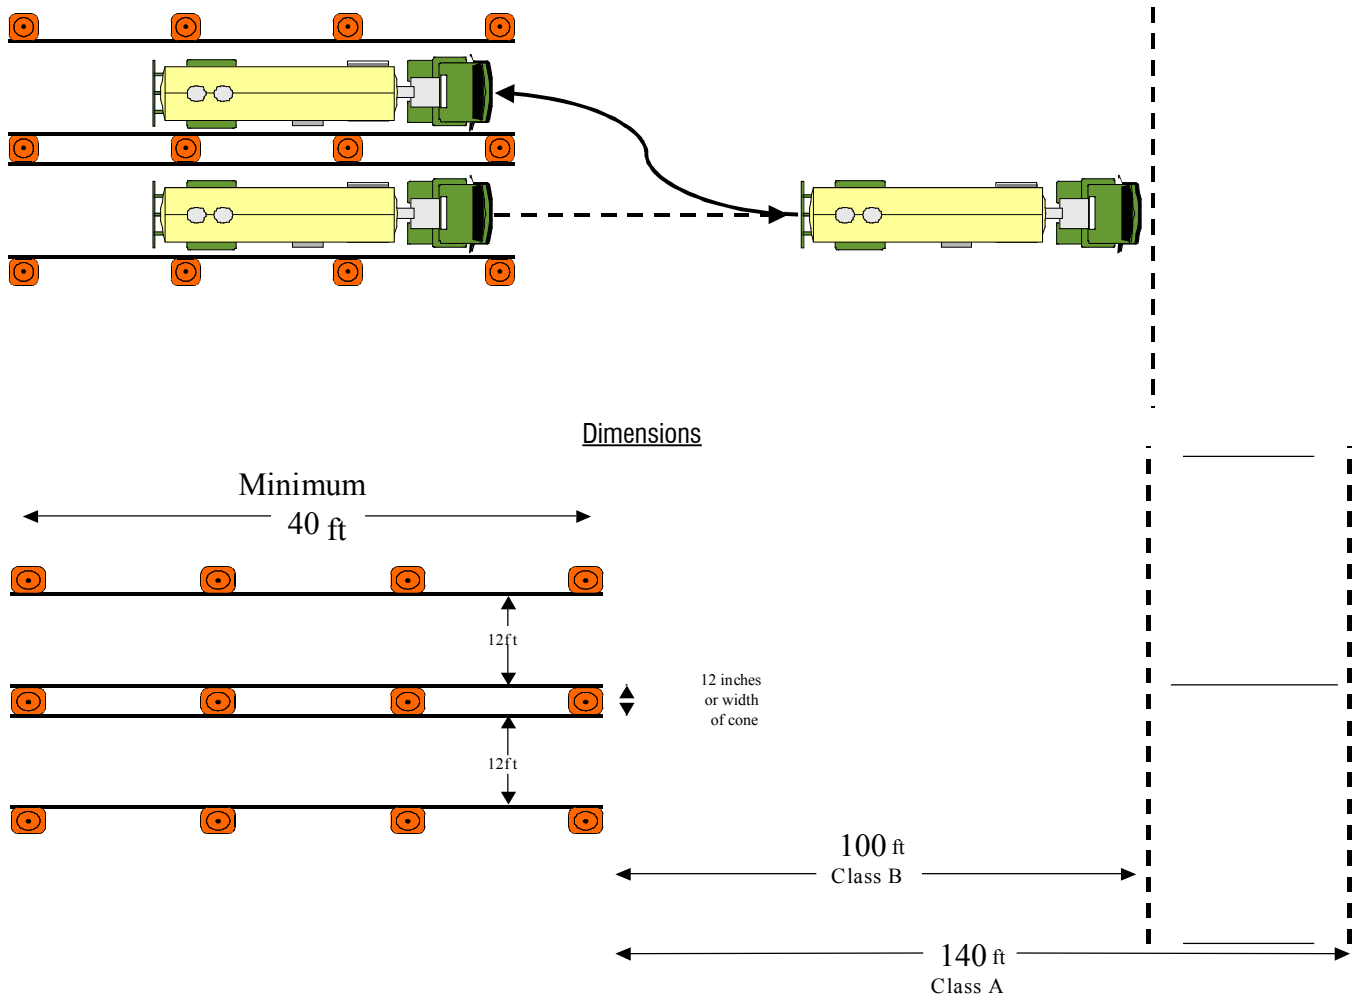 Dimensions
Minimum
40 ft
12ft
12 inches
or width
of cone
12ft
100 ft
Class B
140 ft
Class A